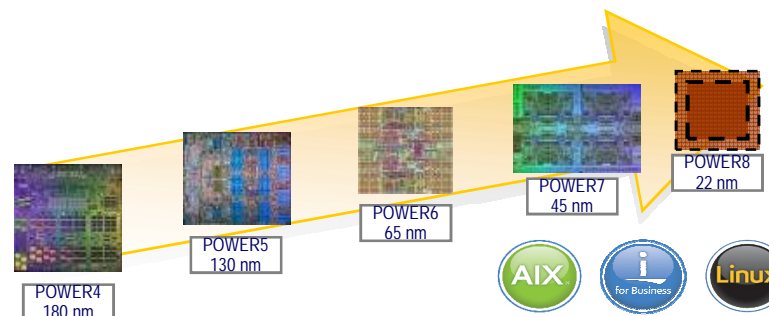 POWER8
22 nm
POWER7
45 nm
POWER6
65 nm
POWER5
130 nm
POWER4
180 nm
AIX
i
for Business
Linux